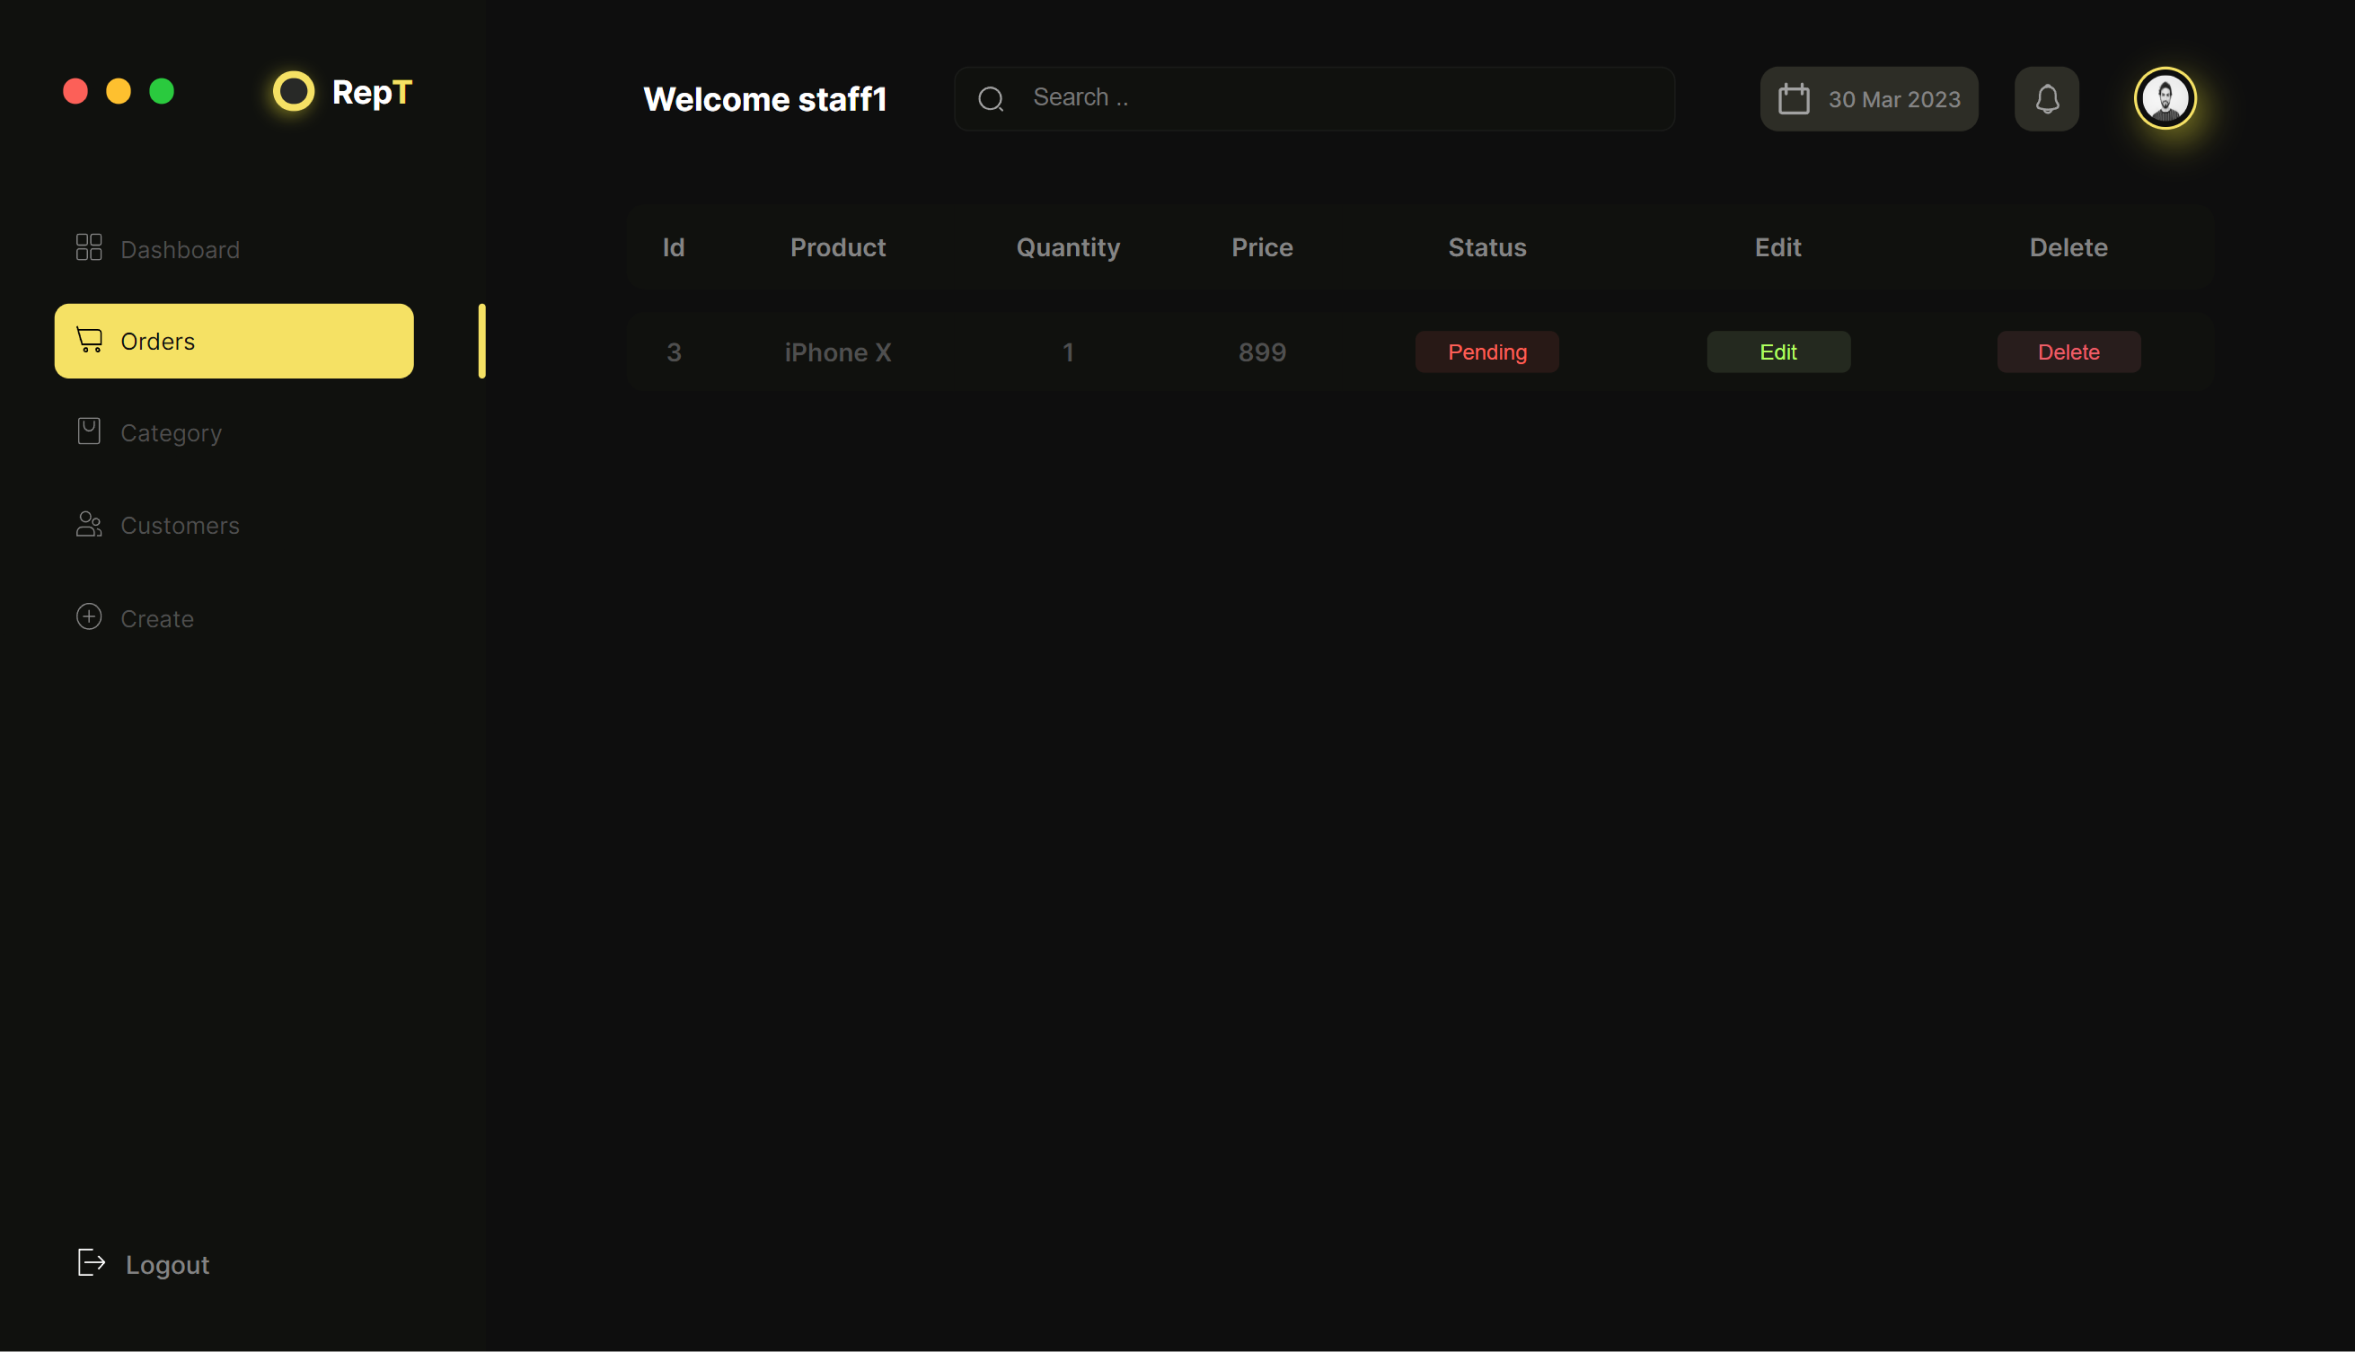 RepT
Welcome staff1
Search ..
30 Mar 2023
Dashboard
Orders
Category
Customers
Create
Logout
Id Product Quantity Price Status Edit Delete
3 iPhone X 1 899 Pending Edit Delete